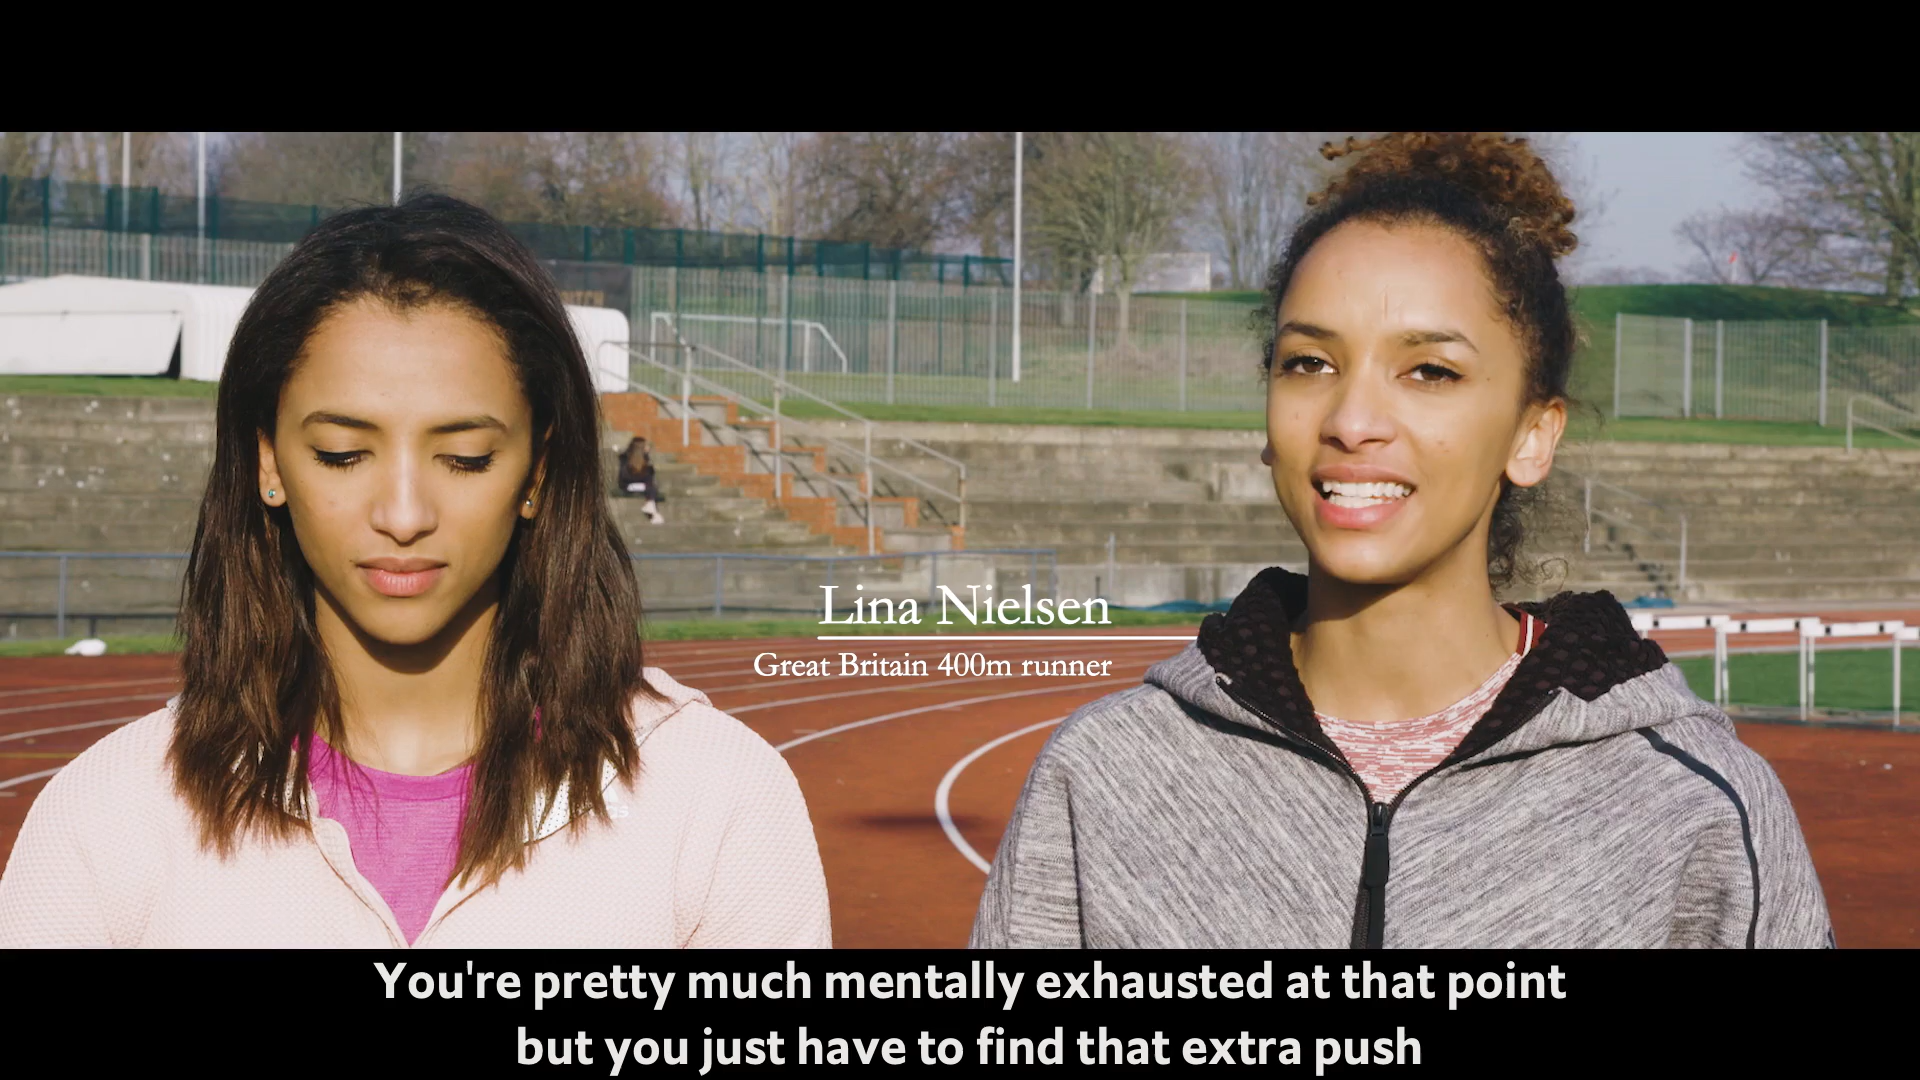 Lina Nielsen
Great Britain 400m runner
You're pretty much mentally exhausted at that point
but you just have to find that extra push